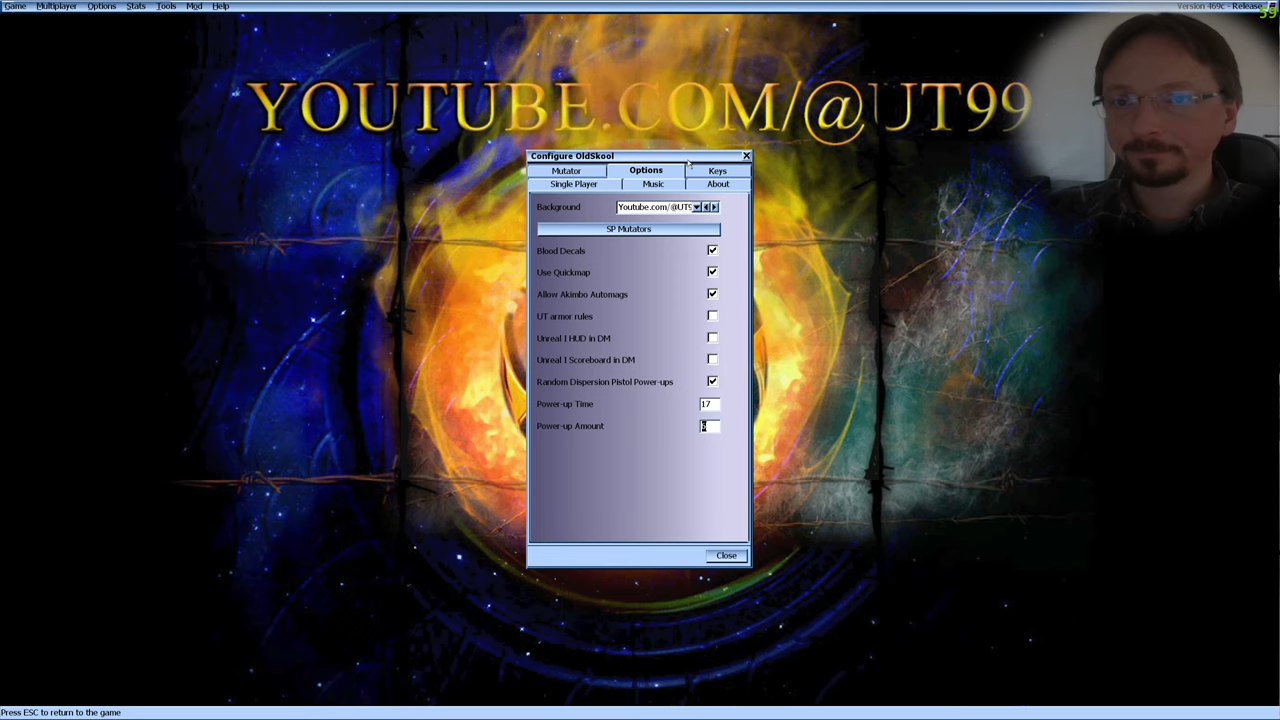 Game Multiplayer Options Stats Tools Mod Help
Version 469c - Release
59
YOUTUBE.COM/@UT99
Configure OldSkool
Mutator Options Keys
Single Player Music About
Background Youtube.com/@UT9
SP Mutators
Blood Decals
Use Quickmap
Allow Akimbo Automags
UT armor rules
Unreal I HUD in DM
Unreal I Scoreboard in DM
Random Dispersion Pistol Power-ups
Power-up Time 17
Power-up Amount
Close
Press ESC to return to the game